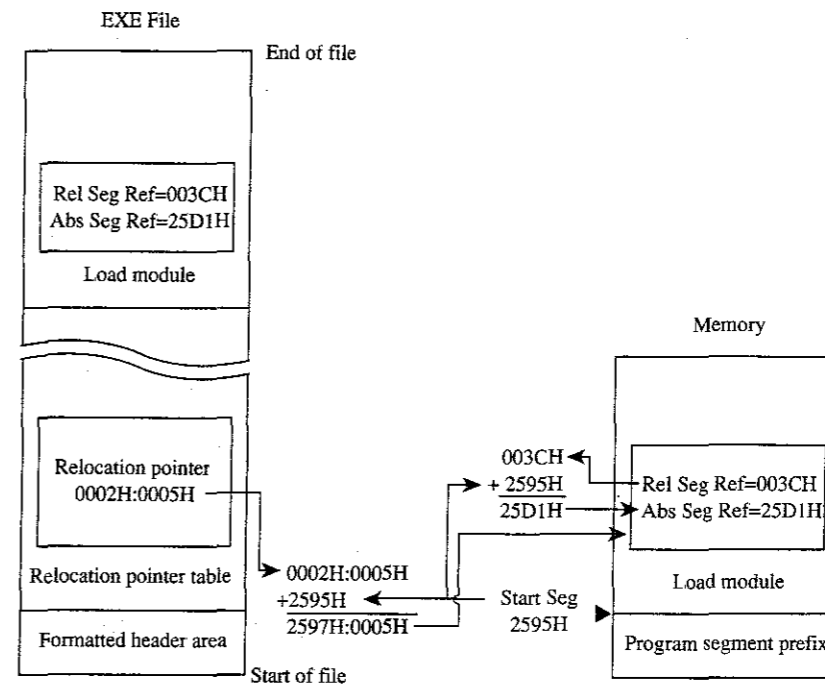 EXE File
End of file
Rel Seg Ref=003CH
Abs Seg Ref=25D1H
Load module
Relocation pointer
0002H:0005H
Relocation pointer table
Formatted header area
Start of file
0002H:0005H
+2595H
2597H:0005H
003CH
+ 2595H
25D1H
Start Seg
2595H
Memory
Rel Seg Ref=003CH
Abs Seg Ref=25D1H
Load module
Program segment prefix